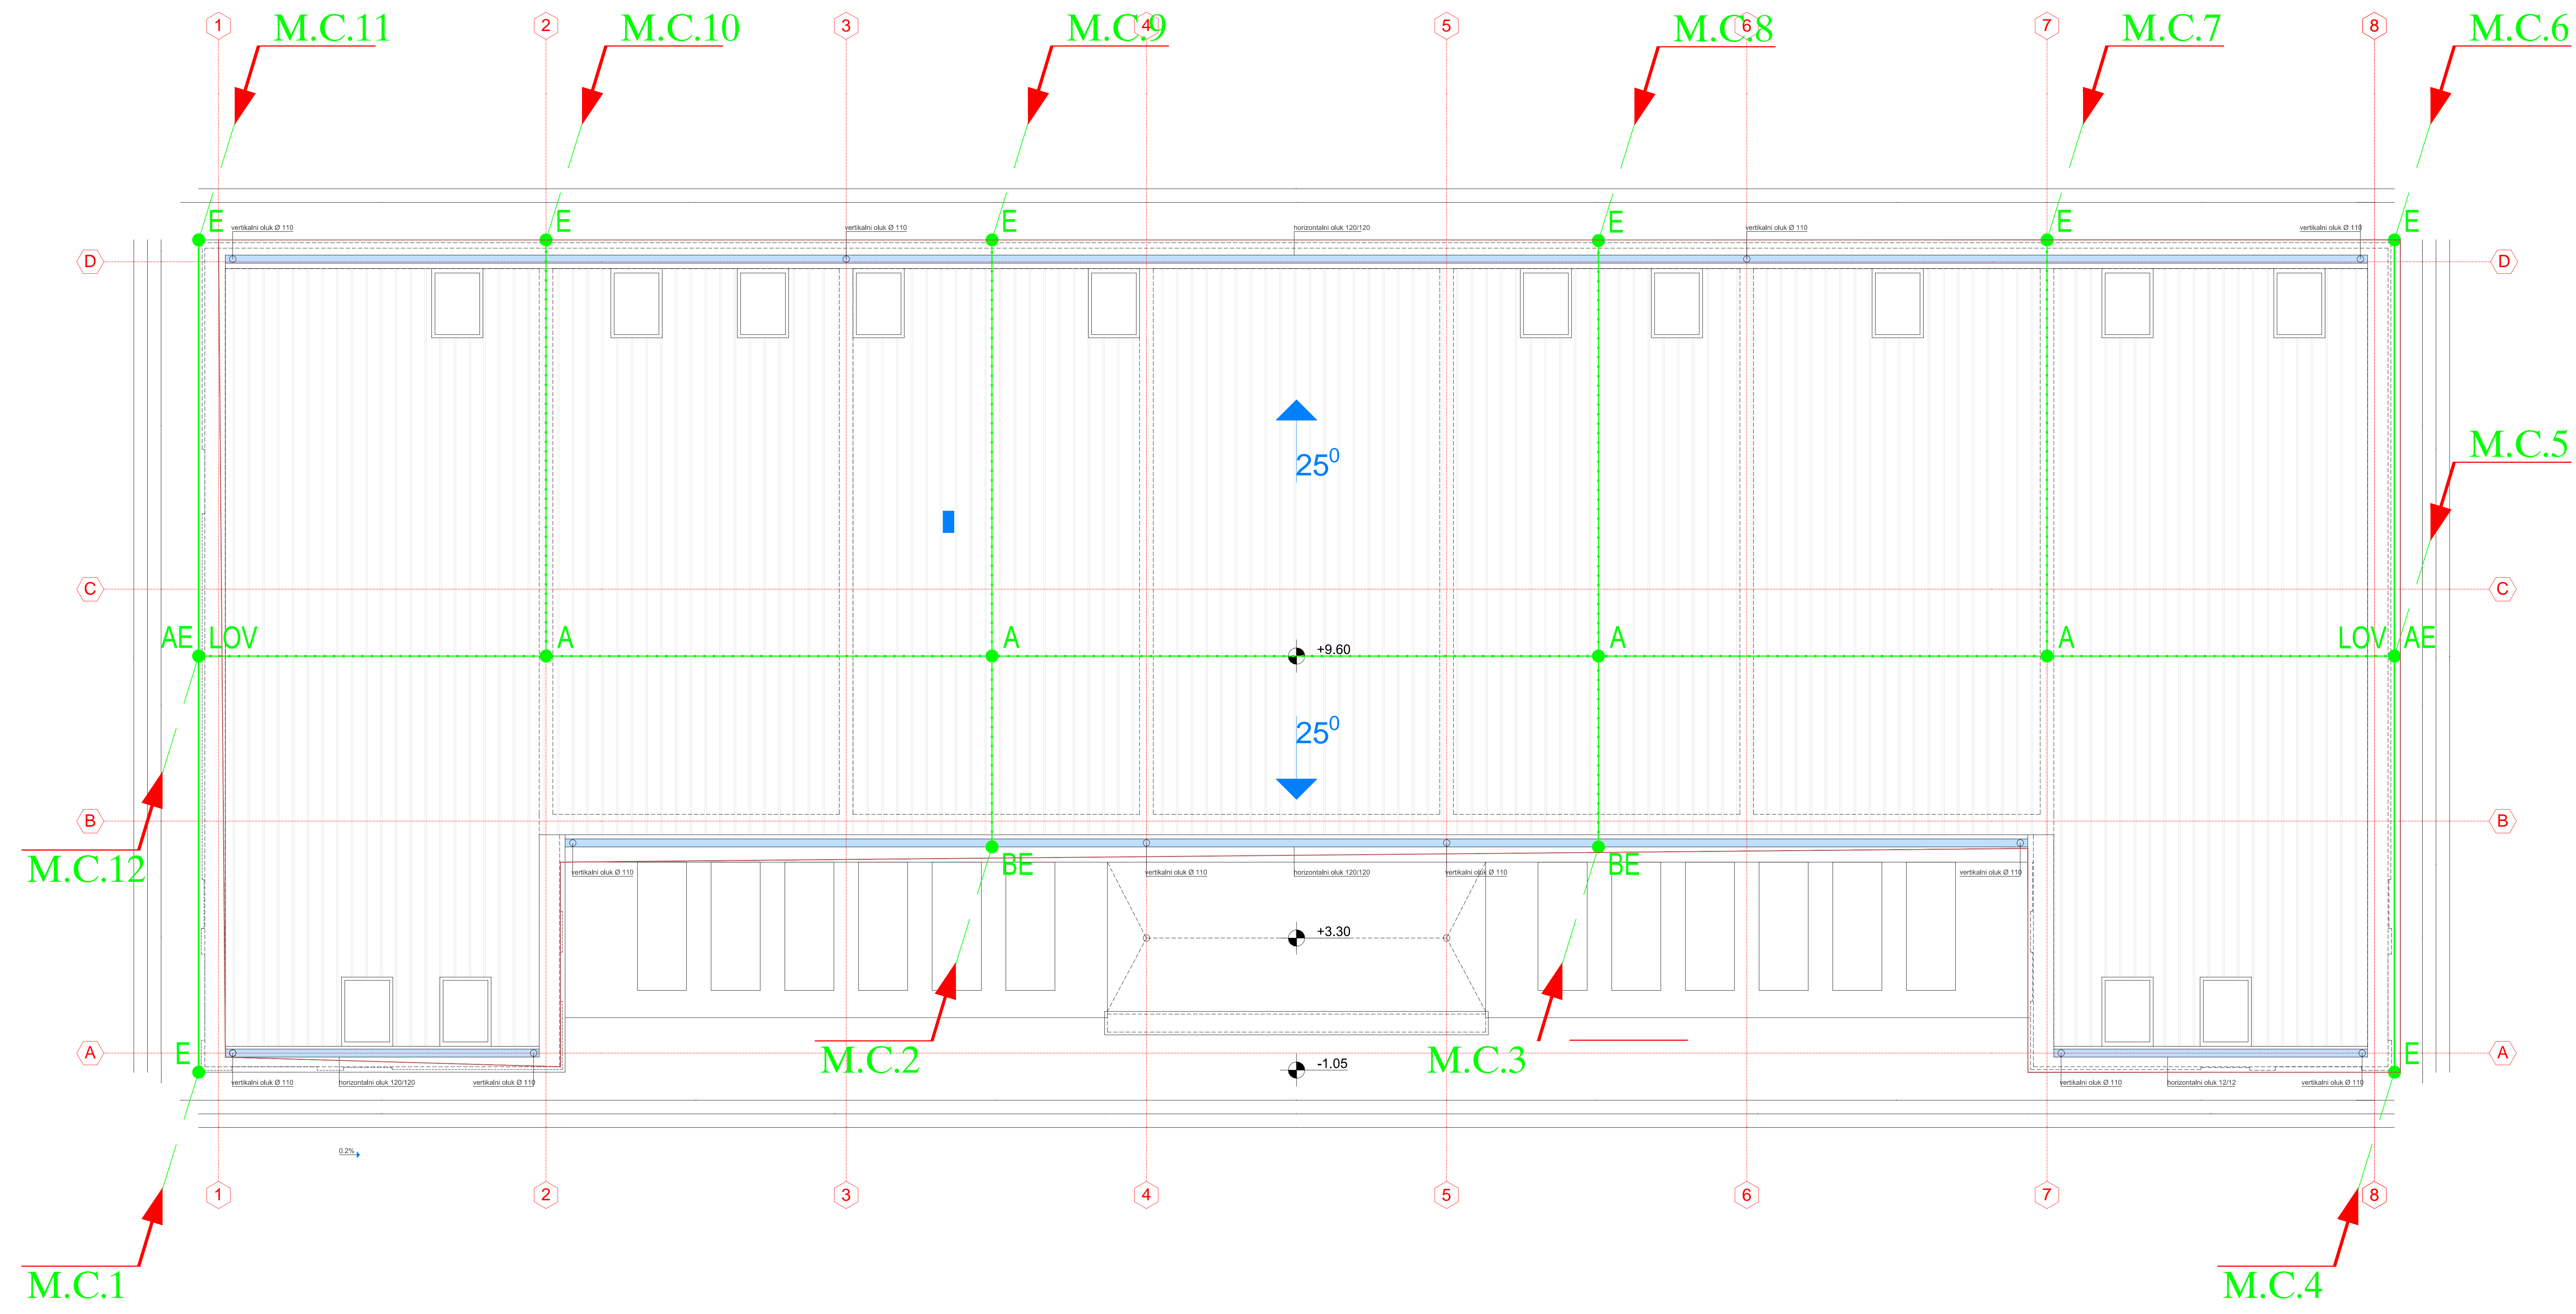 1 2 3 4 5 6 7 8
M.C.11 M.C.10 M.C.9 M.C.8 M.C.7 M.C.6
E E E E E E
vertikalni oluk Ø 110 vertikalni oluk Ø 110 horizontalni oluk 120/120 vertikalni oluk Ø 110 vertikalni oluk Ø 110
D D
M.C.5
25⁰
C C
AE LOV A A A A LOV AE
+9.60
25⁰
B B
M.C.12
BE BE
vertikalni oluk Ø 110 vertikalni oluk Ø 110 horizontalni oluk 120/120 vertikalni oluk Ø 110 vertikalni oluk Ø 110
+3.30
A E E A
M.C.2 M.C.3
-1.05
vertikalni oluk Ø 110 horizontalni oluk 120/120 vertikalni oluk Ø 110 vertikalni oluk Ø 110 horizontalni oluk 12/12 vertikalni oluk Ø 110
0.2%
1 2 3 4 5 6 7 8
M.C.1 M.C.4